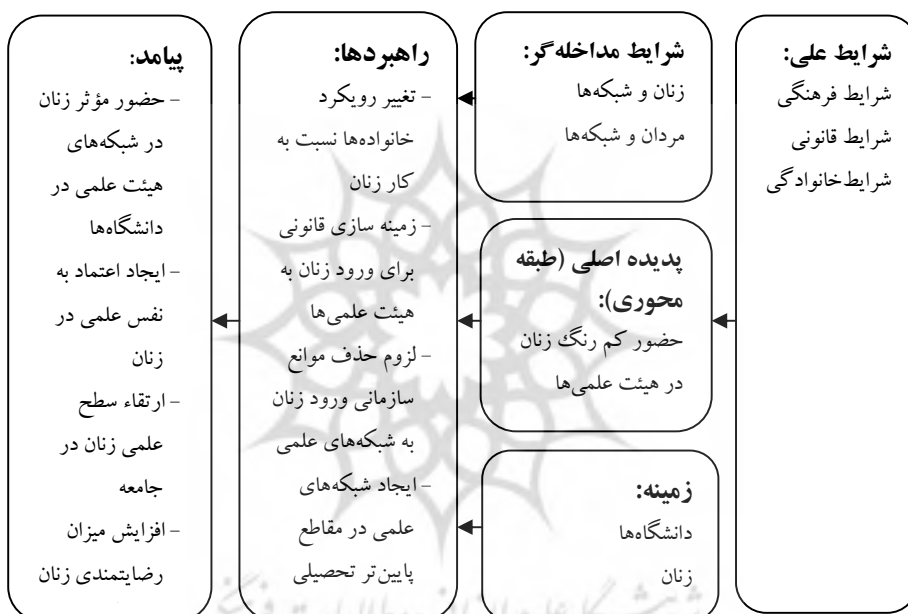 شرایط علی:
شرایط فرهنگی
شرایط قانونی
شرایط خانوادگی
شرایط مداخله‌گر:
زنان و شبکه‌ها
مردان و شبکه‌ها
پدیده اصلی (طبقه
محوری):
حضور کم رنگ زنان
در هیئت علمی‌ها
زمینه:
دانشگاه‌ها
زنان
راهبردها:
- تغییر رویکرد
خانواده‌ها نسبت به
کار زنان
- زمینه سازی قانونی
برای ورود زنان به
هیئت علمی‌ها
- لزوم حذف موانع
سازمانی ورود زنان
به شبکه‌های علمی
- ایجاد شبکه‌های
علمی در مقاطع
پایین‌تر تحصیلی
پیامد:
- حضور مؤثر زنان
در شبکه‌های
هیئت علمی در
دانشگاه‌ها
- ایجاد اعتماد به
نفس علمی در
زنان
- ارتقاء سطح
علمی زنان در
جامعه
- افزایش میزان
رضایتمندی زنان